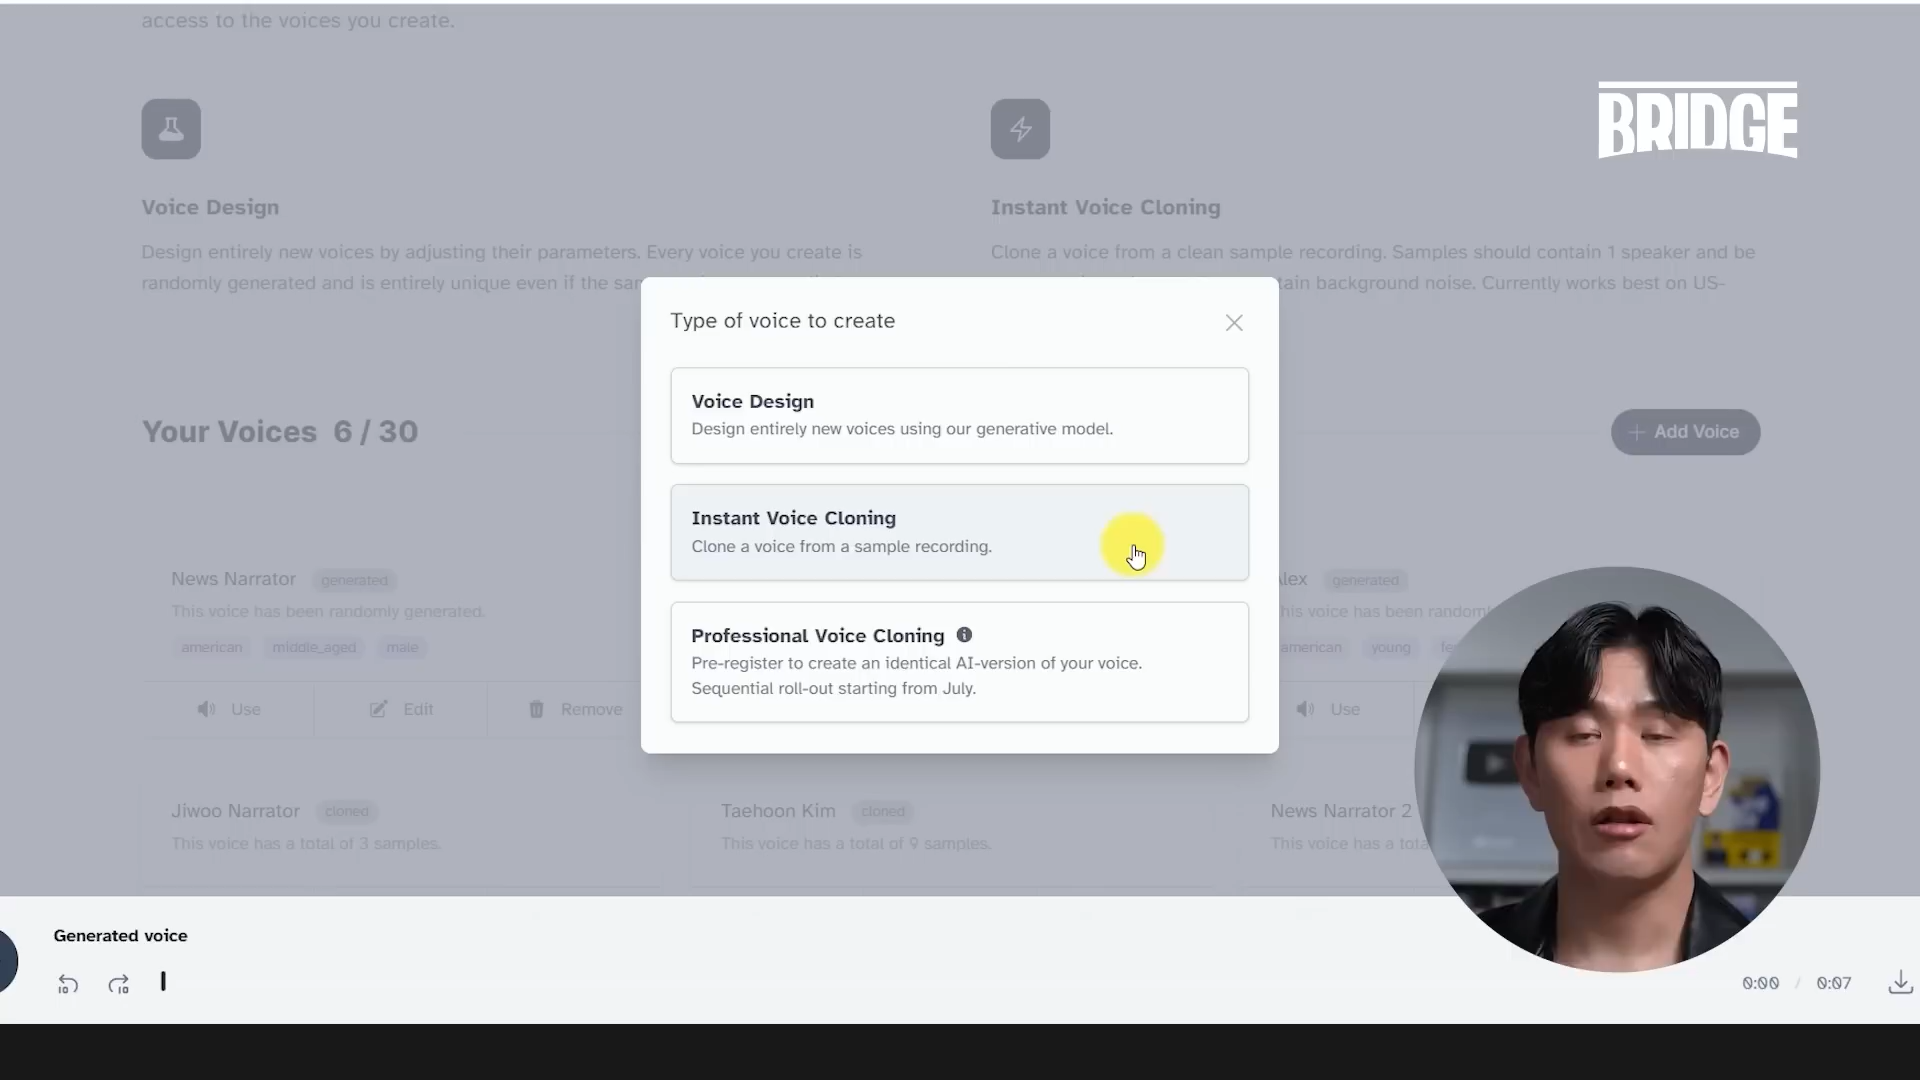 access to the voices you create.
BRIDGE
Voice Design
Instant Voice Cloning
Design entirely new voices by adjusting their parameters. Every voice you create is
Clone a voice from a clean sample recording. Samples should contain 1 speaker and be
randomly generated and is entirely unique even if the
background noise. Currently works best on US-
Type of voice to create
Voice Design
Design entirely new voices using our generative model.
Your Voices 6 / 30
+ Add Voice
Instant Voice Cloning
Clone a voice from a sample recording.
News Narrator generated
generated
This voice has been randomly generated.
voice has been
american middle_aged male
american young
Professional Voice Cloning
Pre-register to create an identical AI-version of your voice.
Sequential roll-out starting from July.
Use Edit Remove
Use
Jiwoo Narrator cloned
Taehoon Kim cloned
News Narrator 2
This voice has a total of 3 samples.
This voice has a total of 9 samples.
This voice has a
Generated voice
10 10
0:00 / 0:07